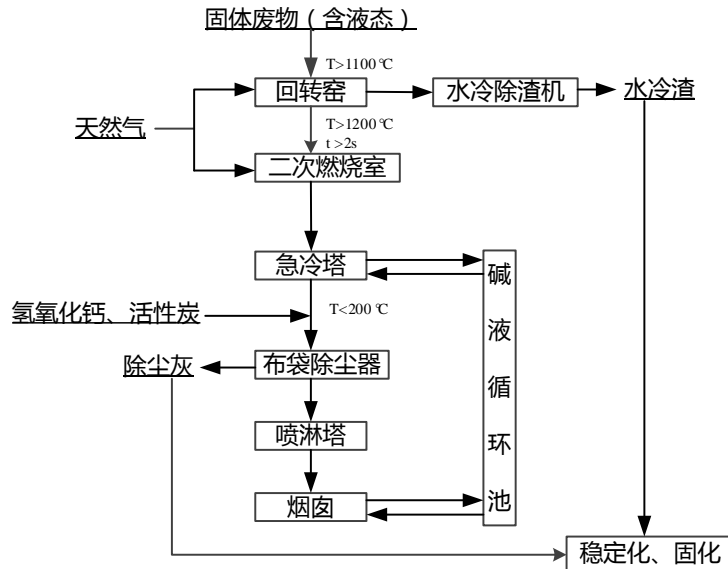 固体废物（含液态）
T>1100℃
回转窑
水冷除渣机
水冷渣
天然气
T>1200℃
t >2s
二次燃烧室
急冷塔
碱液循环池
氢氧化钙、活性炭
T<200℃
除尘灰
布袋除尘器
喷淋塔
烟囱
稳定化、固化